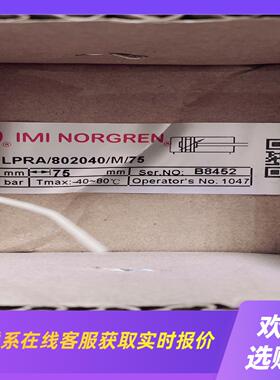 ® IMI NORGREN®
LPRA/802040/M/75
mm 75 mm
Ser.NO: B8452
bar Tmax: -40~80℃ Operator's No. 1047
系在线客服获取实时报价
欢
选购